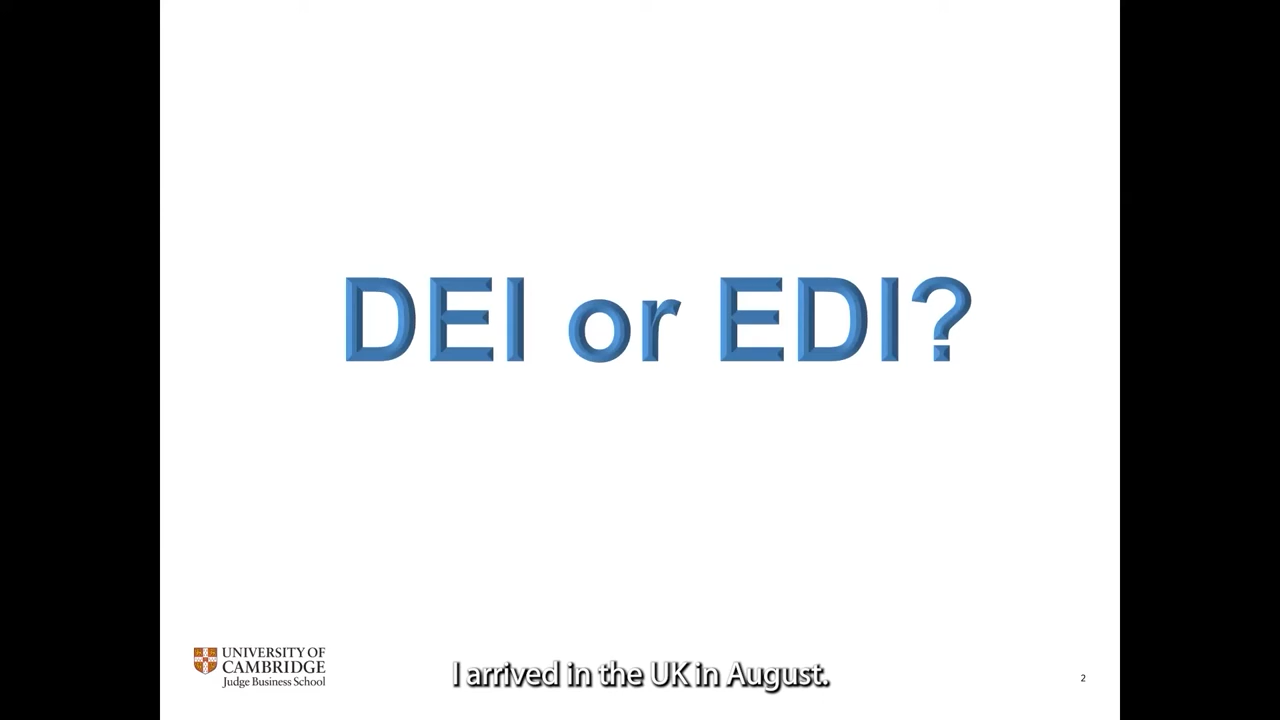 DEI or EDI?
UNIVERSITY OF
CAMBRIDGE
Judge Business School
I arrived in the UK in August.
2